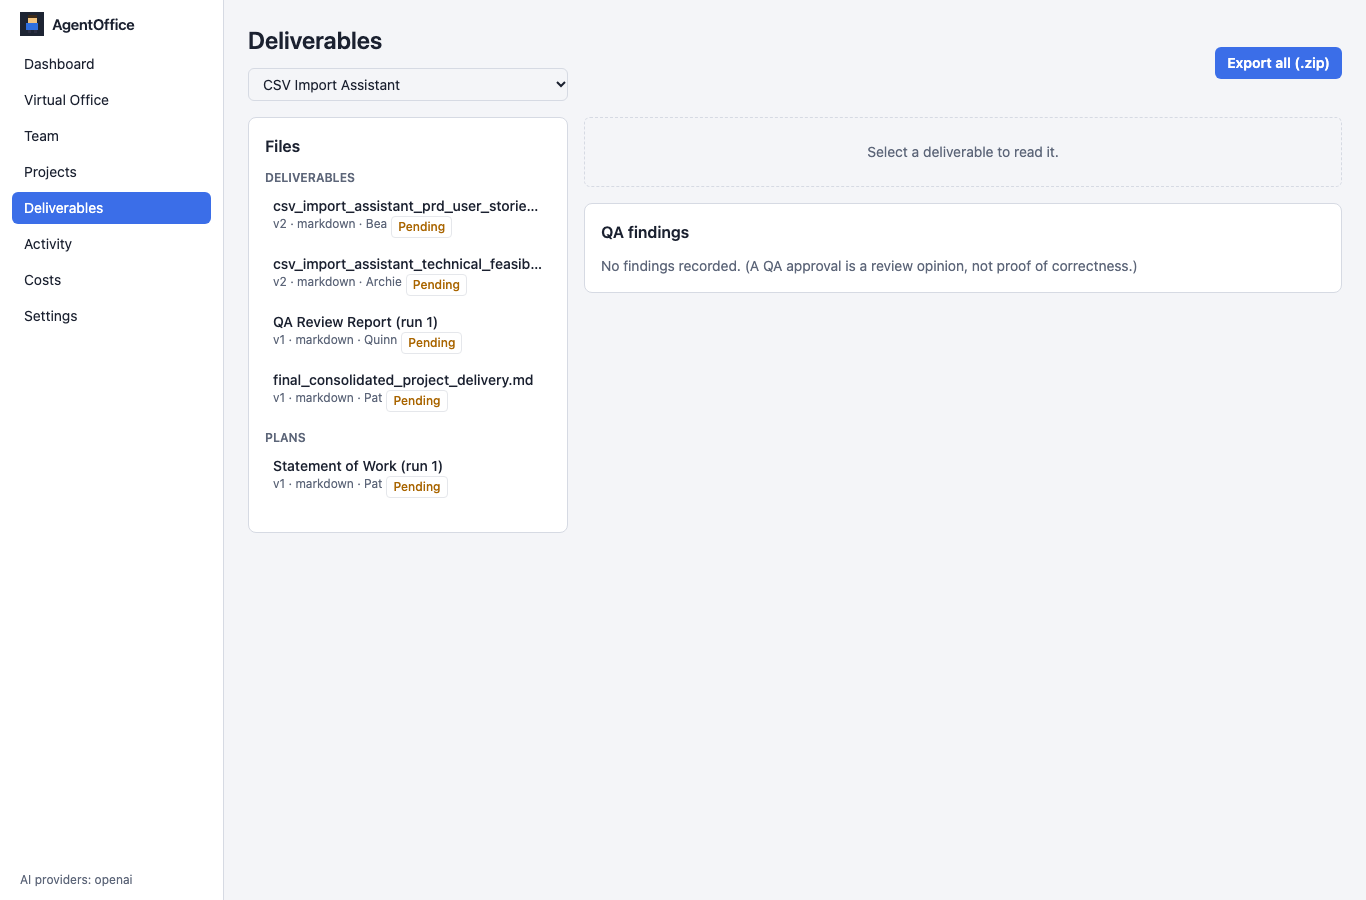 AgentOffice
Dashboard
Virtual Office
Team
Projects
Deliverables
Activity
Costs
Settings
AI providers: openai
Deliverables
CSV Import Assistant
Export all (.zip)
Files
DELIVERABLES
csv_import_assistant_prd_user_storie...
v2 · markdown · Bea Pending
csv_import_assistant_technical_feasib...
v2 · markdown · Archie Pending
QA Review Report (run 1)
v1 · markdown · Quinn Pending
final_consolidated_project_delivery.md
v1 · markdown · Pat Pending
PLANS
Statement of Work (run 1)
v1 · markdown · Pat Pending
Select a deliverable to read it.
QA findings
No findings recorded. (A QA approval is a review opinion, not proof of correctness.)